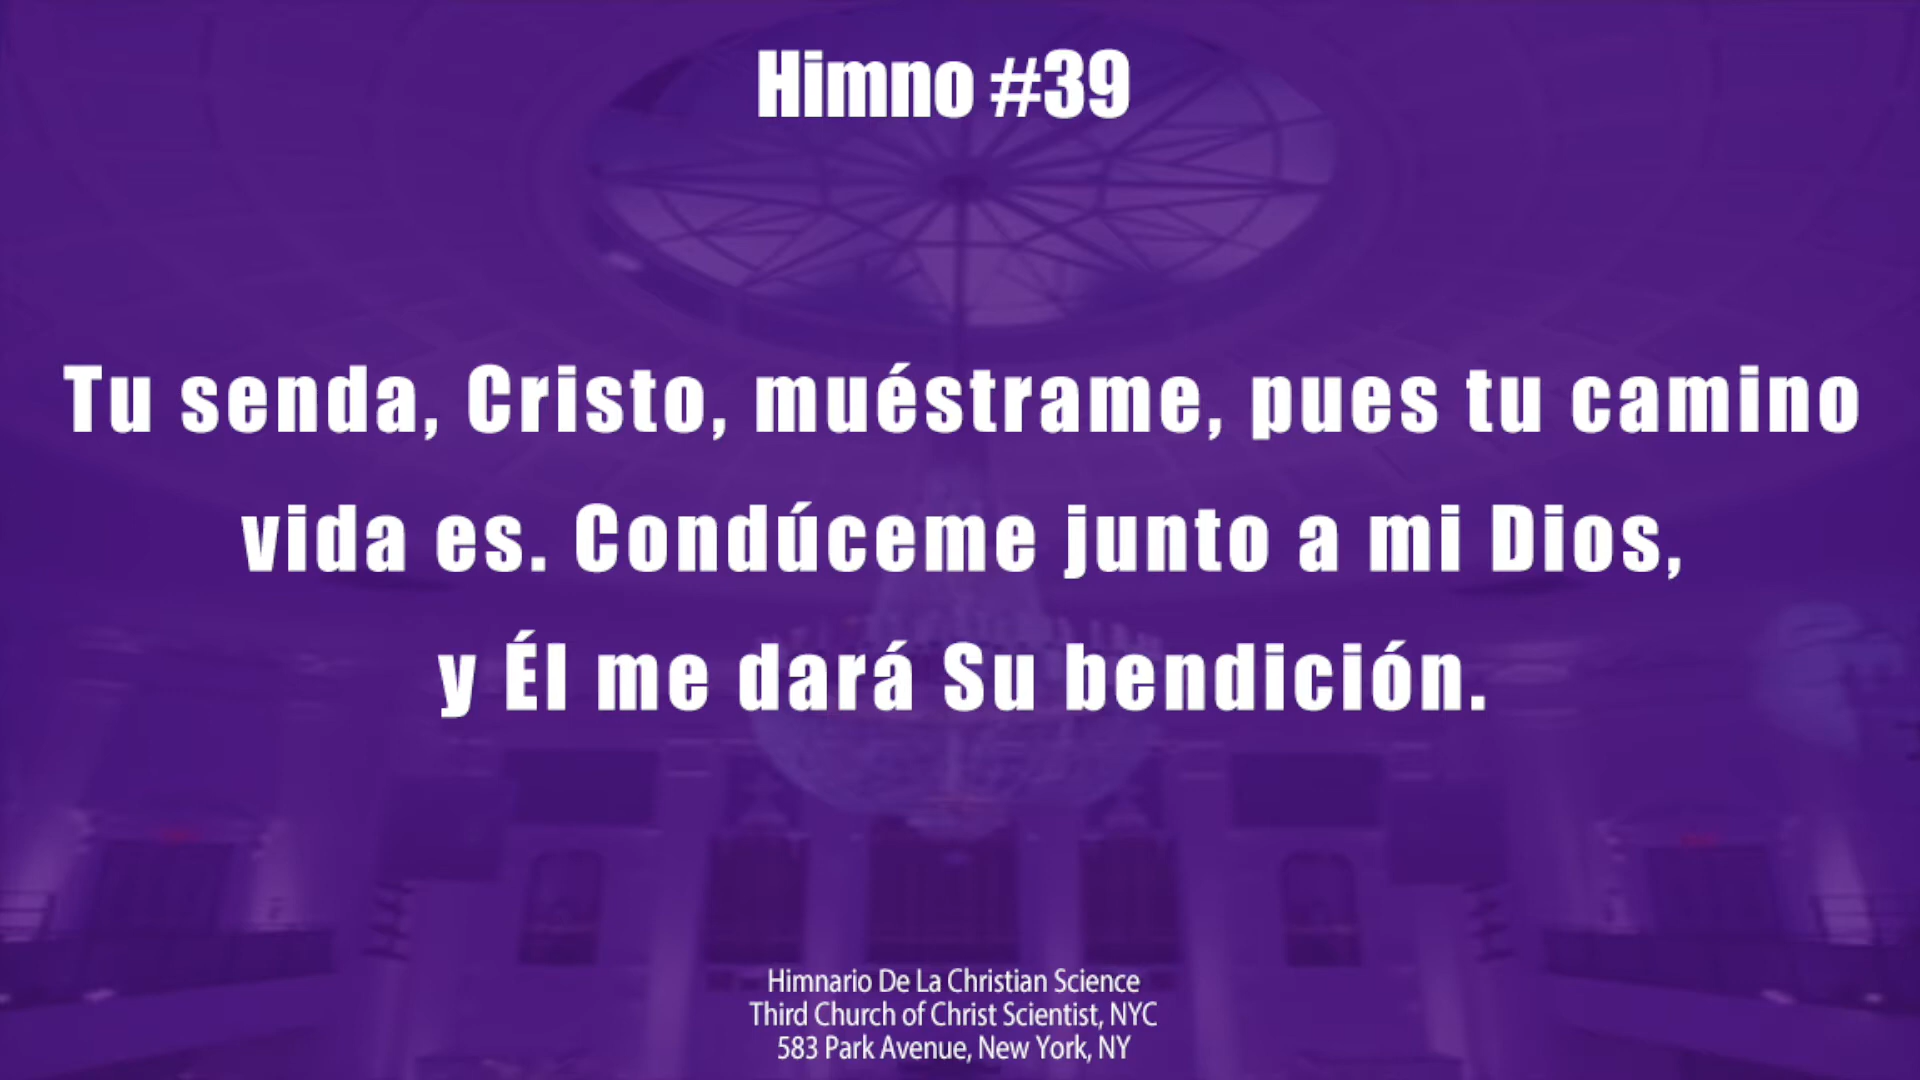 Himno #39
Tu senda, Cristo, muéstrame, pues tu camino
vida es. Condúceme junto a mi Dios,
y Él me dará Su bendición.
Himnario De La Christian Science
Third Church of Christ Scientist, NYC
583 Park Avenue, New York, NY